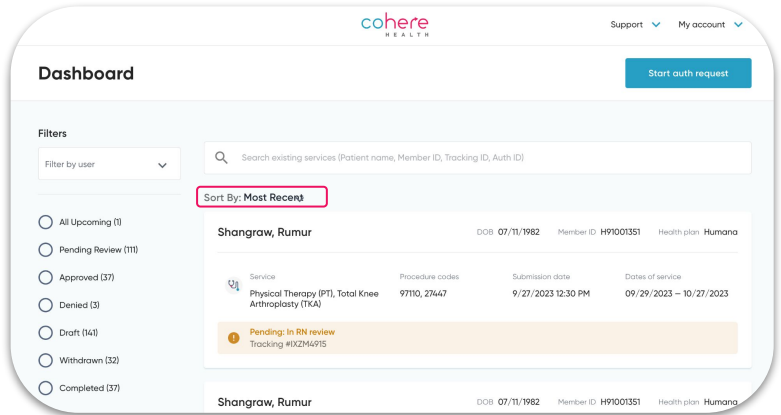 cohere
HEALTH
Support
My account
Dashboard
Start auth request
Filters
Filter by user
Search existing services (Patient name, Member ID, Tracking ID, Auth ID)
Sort By: Most Recent
All Upcoming (1)
Pending Review (111)
Approved (37)
Denied (3)
Draft (141)
Withdrawn (32)
Completed (37)
Shangraw, Rumur
DOB 07/11/1982
Member ID H91001351
Health plan Humana
Service
Physical Therapy (PT), Total Knee
Arthroplasty (TKA)
Procedure codes
97110, 27447
Submission date
9/27/2023 12:30 PM
Dates of service
09/29/2023 – 10/27/2023
Pending: In RN review
Tracking #IXZM4915
Shangraw, Rumur
DOB 07/11/1982
Member ID H91001351
Health plan Humana